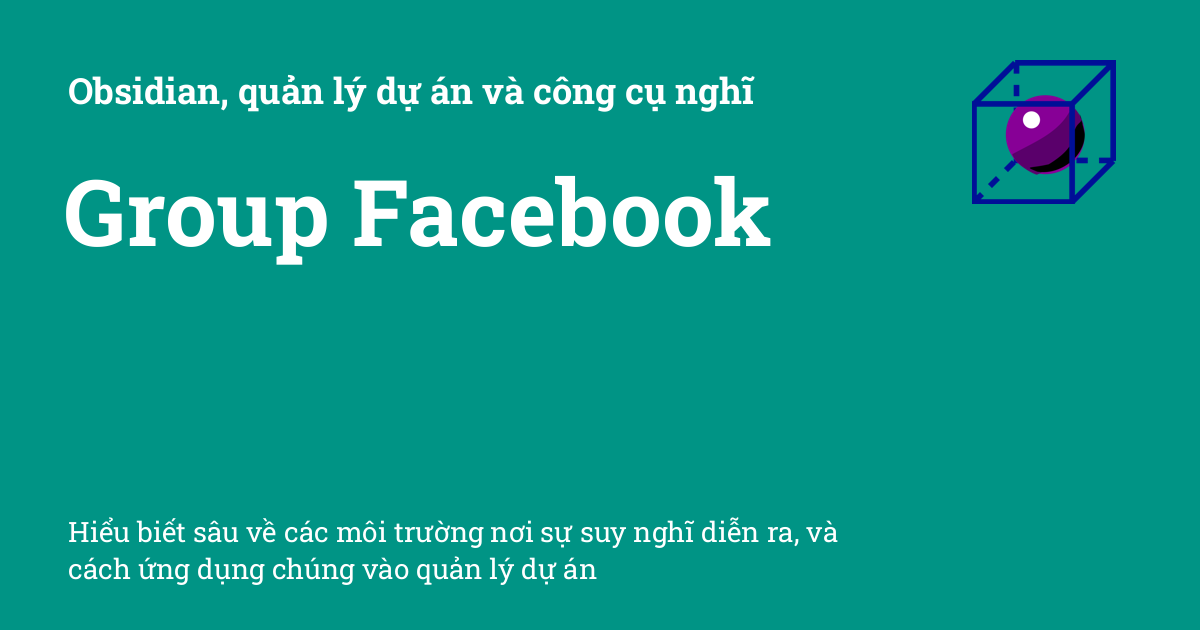 Obsidian, quản lý dự án và công cụ nghĩ
Group Facebook
Hiểu biết sâu về các môi trường nơi sự suy nghĩ diễn ra, và
cách ứng dụng chúng vào quản lý dự án